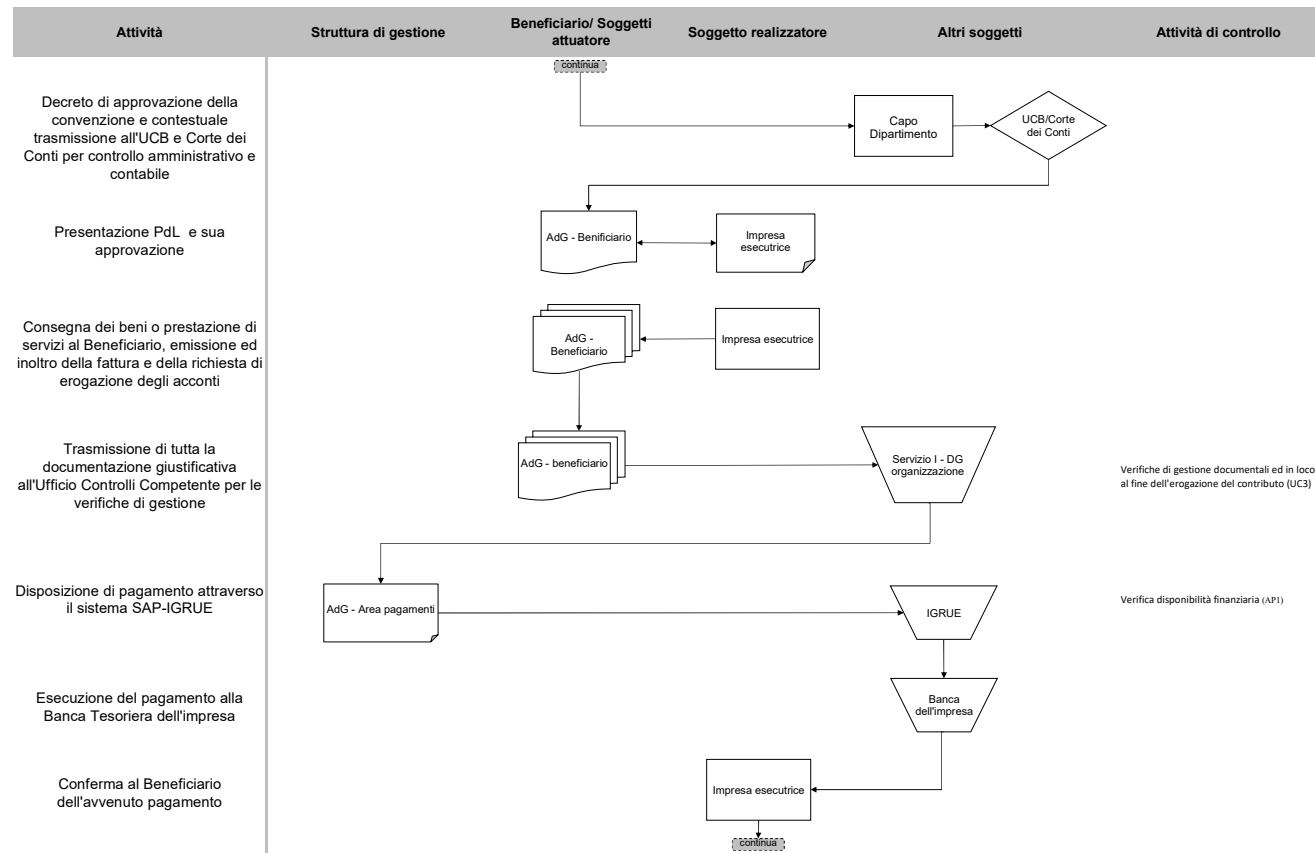 Attività
Struttura di gestione
Beneficiario/ Soggetti
attuatore
Soggetto realizzatore
Altri soggetti
Attività di controllo
continua
Decreto di approvazione della
convenzione e contestuale
trasmissione all'UCB e Corte dei
Conti per controllo amministrativo e
contabile
Capo
Dipartimento
UCB/Corte
dei Conti
Presentazione PdL e sua
approvazione
AdG - Benificiario
Impresa
esecutrice
Consegna dei beni o prestazione di
servizi al Beneficiario, emissione ed
inoltro della fattura e della richiesta di
erogazione degli acconti
AdG -
Beneficiario
Impresa esecutrice
Trasmissione di tutta la
documentazione giustificativa
all'Ufficio Controlli Competente per le
verifiche di gestione
AdG - beneficiario
Servizio I - DG
organizzazione
Verifiche di gestione documentali ed in loco
al fine dell'erogazione del contributo (UC3)
Disposizione di pagamento attraverso
il sistema SAP-IGRUE
AdG - Area pagamenti
IGRUE
Verifica disponibilità finanziaria (AP1)
Esecuzione del pagamento alla
Banca Tesoriera dell'impresa
Banca
dell'impresa
Conferma al Beneficiario
dell'avvenuto pagamento
Impresa esecutrice
continua